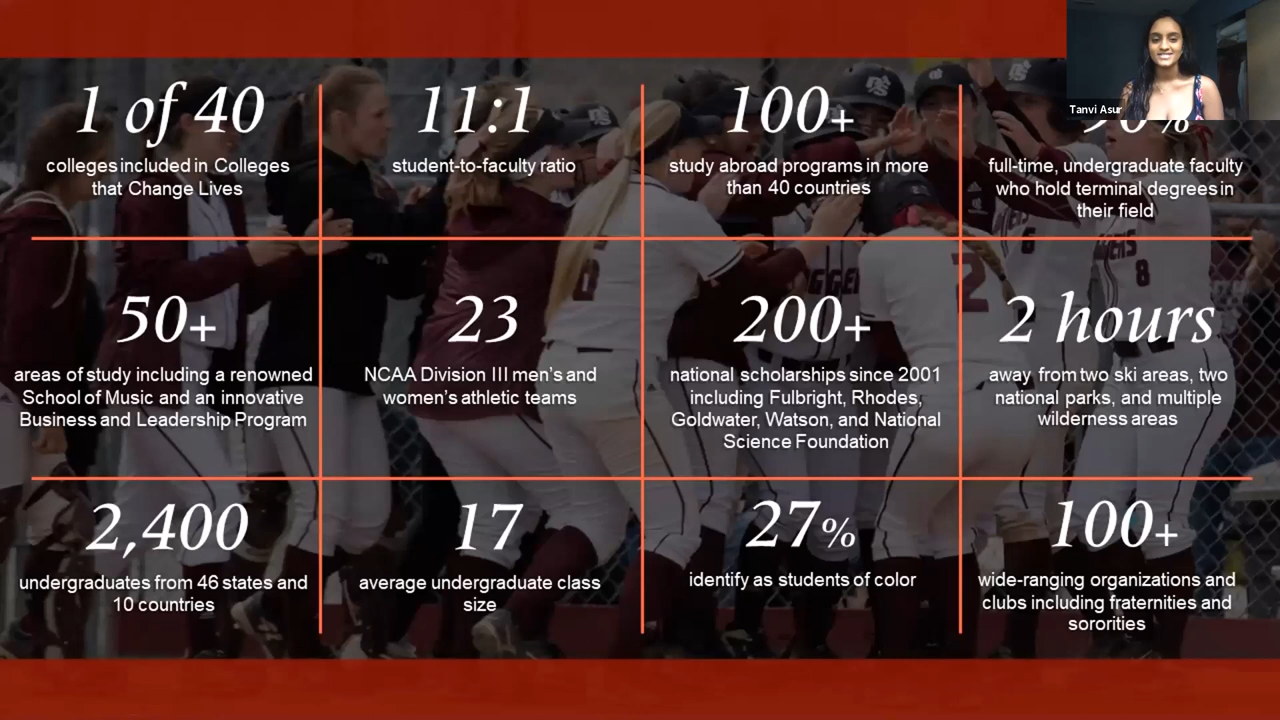 Tanvi Asur
1 of 40
colleges included in Colleges
that Change Lives
11:1
student-to-faculty ratio
100+
study abroad programs in more
than 40 countries
full-time, undergraduate faculty
who hold terminal degrees in
their field
50+
areas of study including a renowned
School of Music and an innovative
Business and Leadership Program
23
NCAA Division III men's and
women's athletic teams
200+
national scholarships since 2001
including Fulbright, Rhodes,
Goldwater, Watson, and National
Science Foundation
2 hours
away from two ski areas, two
national parks, and multiple
wilderness areas
2,400
undergraduates from 46 states and
10 countries
17
average undergraduate class
size
27%
identify as students of color
100+
wide-ranging organizations and
clubs including fraternities and
sororities
6
8
2